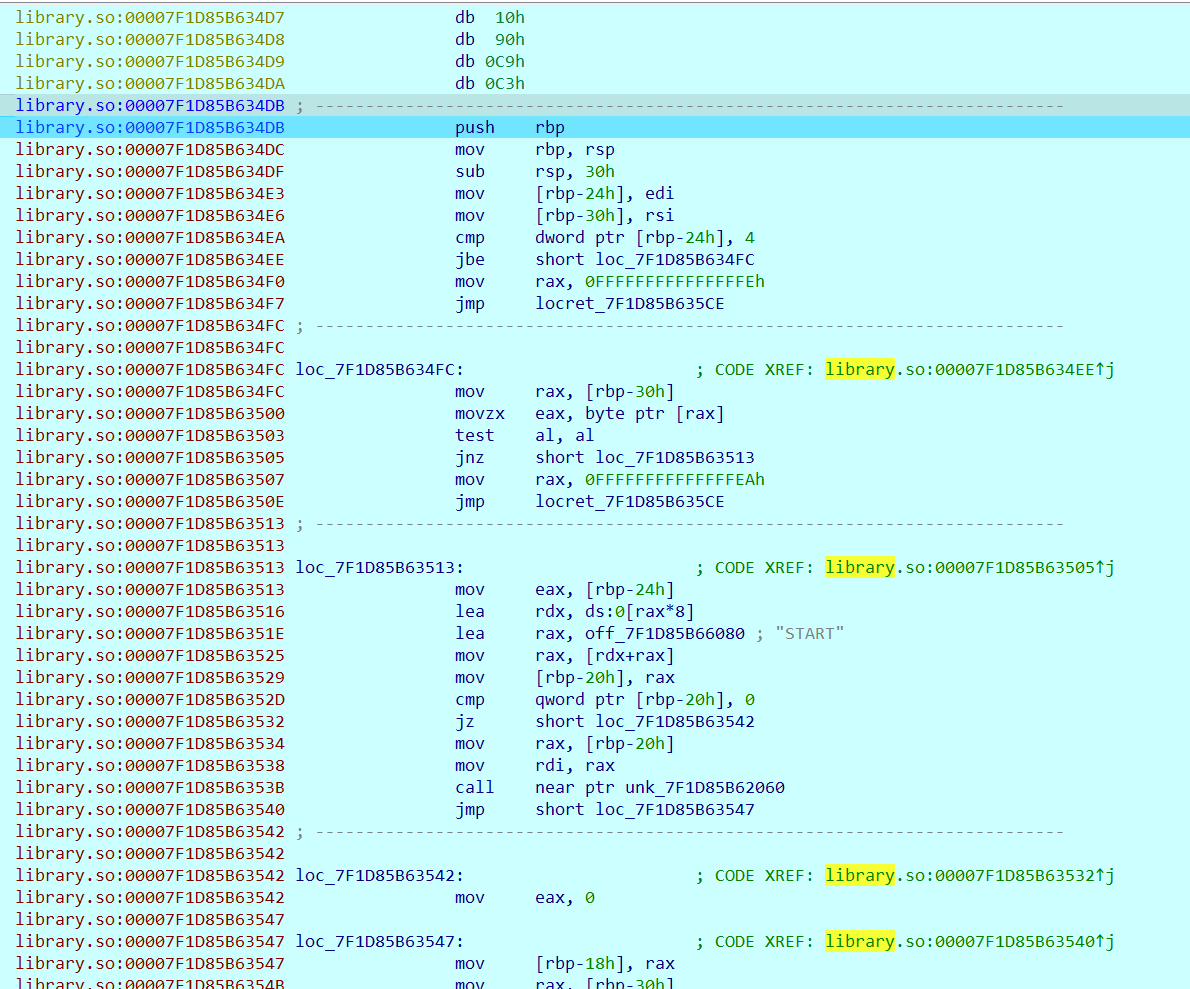 library.so:00007F1D85B634D7 db 10h
library.so:00007F1D85B634D8 db 90h
library.so:00007F1D85B634D9 db 0C9h
library.so:00007F1D85B634DA db 0C3h
library.so:00007F1D85B634DB ; ---------------------------------------------------------------------------
library.so:00007F1D85B634DB push rbp
library.so:00007F1D85B634DC mov rbp, rsp
library.so:00007F1D85B634DF sub rsp, 30h
library.so:00007F1D85B634E3 mov [rbp-24h], edi
library.so:00007F1D85B634E6 mov [rbp-30h], rsi
library.so:00007F1D85B634EA cmp dword ptr [rbp-24h], 4
library.so:00007F1D85B634EE jbe short loc_7F1D85B634FC
library.so:00007F1D85B634F0 mov rax, 0FFFFFFFFFFFFFFFEh
library.so:00007F1D85B634F7 jmp locret_7F1D85B635CE
library.so:00007F1D85B634FC ; ---------------------------------------------------------------------------
library.so:00007F1D85B634FC
library.so:00007F1D85B634FC loc_7F1D85B634FC: ; CODE XREF: library.so:00007F1D85B634EE↑j
library.so:00007F1D85B634FC mov rax, [rbp-30h]
library.so:00007F1D85B63500 movzx eax, byte ptr [rax]
library.so:00007F1D85B63503 test al, al
library.so:00007F1D85B63505 jnz short loc_7F1D85B63513
library.so:00007F1D85B63507 mov rax, 0FFFFFFFFFFFFFFEAh
library.so:00007F1D85B6350E jmp locret_7F1D85B635CE
library.so:00007F1D85B63513 ; ---------------------------------------------------------------------------
library.so:00007F1D85B63513
library.so:00007F1D85B63513 loc_7F1D85B63513: ; CODE XREF: library.so:00007F1D85B63505↑j
library.so:00007F1D85B63513 mov eax, [rbp-24h]
library.so:00007F1D85B63516 lea rdx, ds:0[rax*8]
library.so:00007F1D85B6351E lea rax, off_7F1D85B66080 ; "START"
library.so:00007F1D85B63525 mov rax, [rdx+rax]
library.so:00007F1D85B63529 mov [rbp-20h], rax
library.so:00007F1D85B6352D cmp qword ptr [rbp-20h], 0
library.so:00007F1D85B63532 jz short loc_7F1D85B63542
library.so:00007F1D85B63534 mov rax, [rbp-20h]
library.so:00007F1D85B63538 mov rdi, rax
library.so:00007F1D85B6353B call near ptr unk_7F1D85B62060
library.so:00007F1D85B63540 jmp short loc_7F1D85B63547
library.so:00007F1D85B63542 ; ---------------------------------------------------------------------------
library.so:00007F1D85B63542
library.so:00007F1D85B63542 loc_7F1D85B63542: ; CODE XREF: library.so:00007F1D85B63532↑j
library.so:00007F1D85B63542 mov eax, 0
library.so:00007F1D85B63547
library.so:00007F1D85B63547 loc_7F1D85B63547: ; CODE XREF: library.so:00007F1D85B63540↑j
library.so:00007F1D85B63547 mov [rbp-18h], rax
library.so:00007F1D85B6354B mov rax, [rbp-30h]